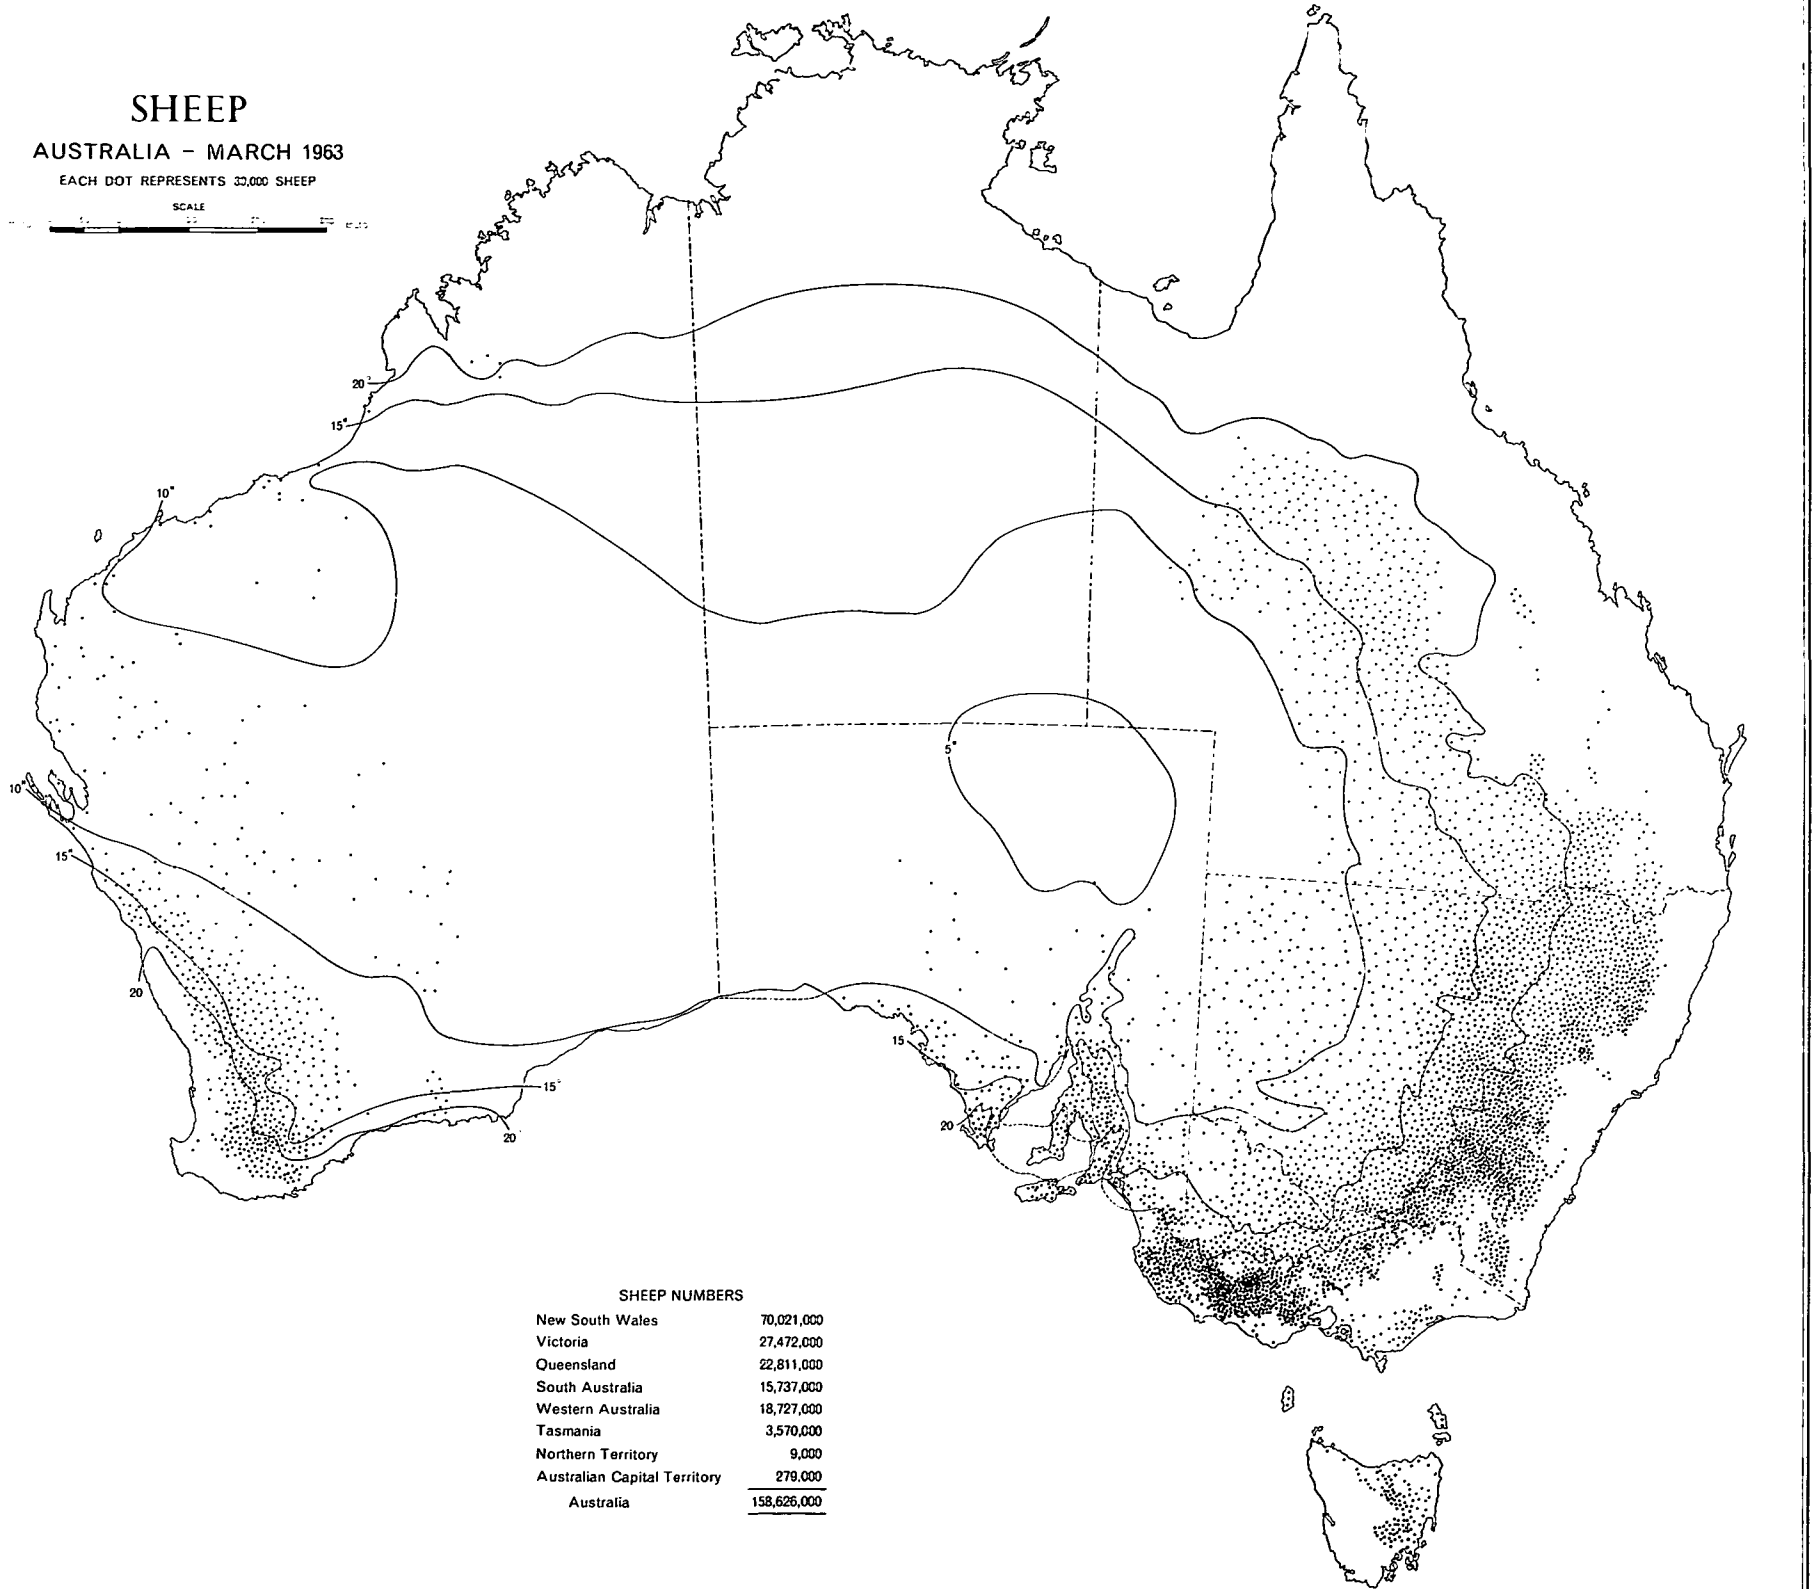 SHEEP
AUSTRALIA – MARCH 1963
EACH DOT REPRESENTS 30,000 SHEEP
SCALE
20°
15°
10°
5°
10°
15°
20
15
15°
20
20
SHEEP NUMBERS
New South Wales 70,021,000
Victoria 27,472,000
Queensland 22,811,000
South Australia 15,737,000
Western Australia 18,727,000
Tasmania 3,570,000
Northern Territory 9,000
Australian Capital Territory 279,000
Australia 158,626,000